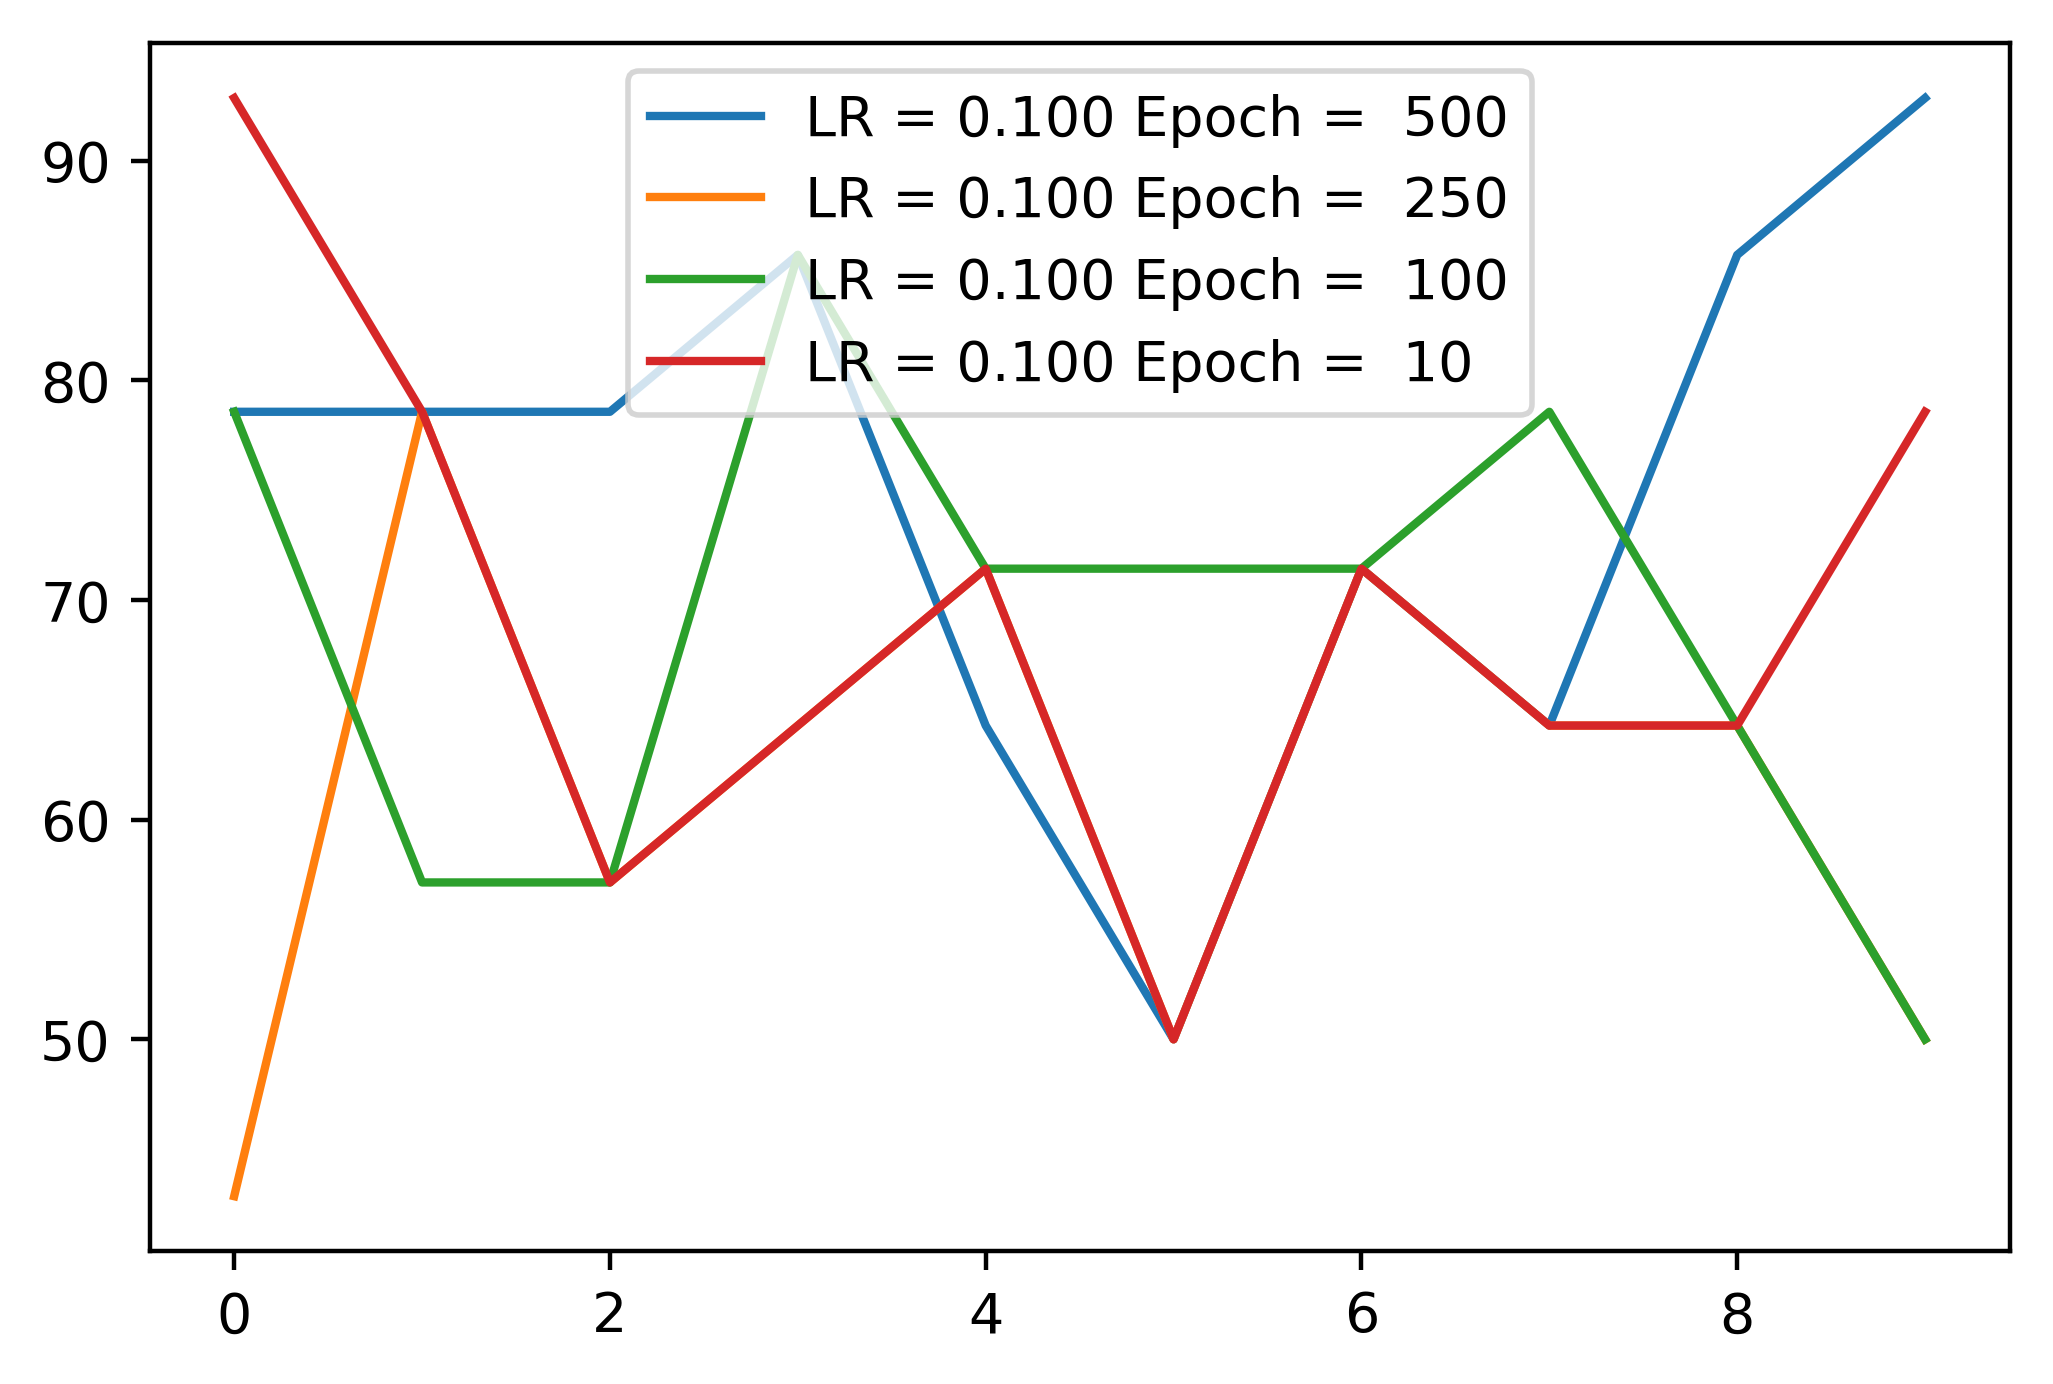 LR = 0.100 Epoch =  500
LR = 0.100 Epoch =  250
LR = 0.100 Epoch =  100
LR = 0.100 Epoch =  10
90
80
70
60
50
0 2 4 6 8